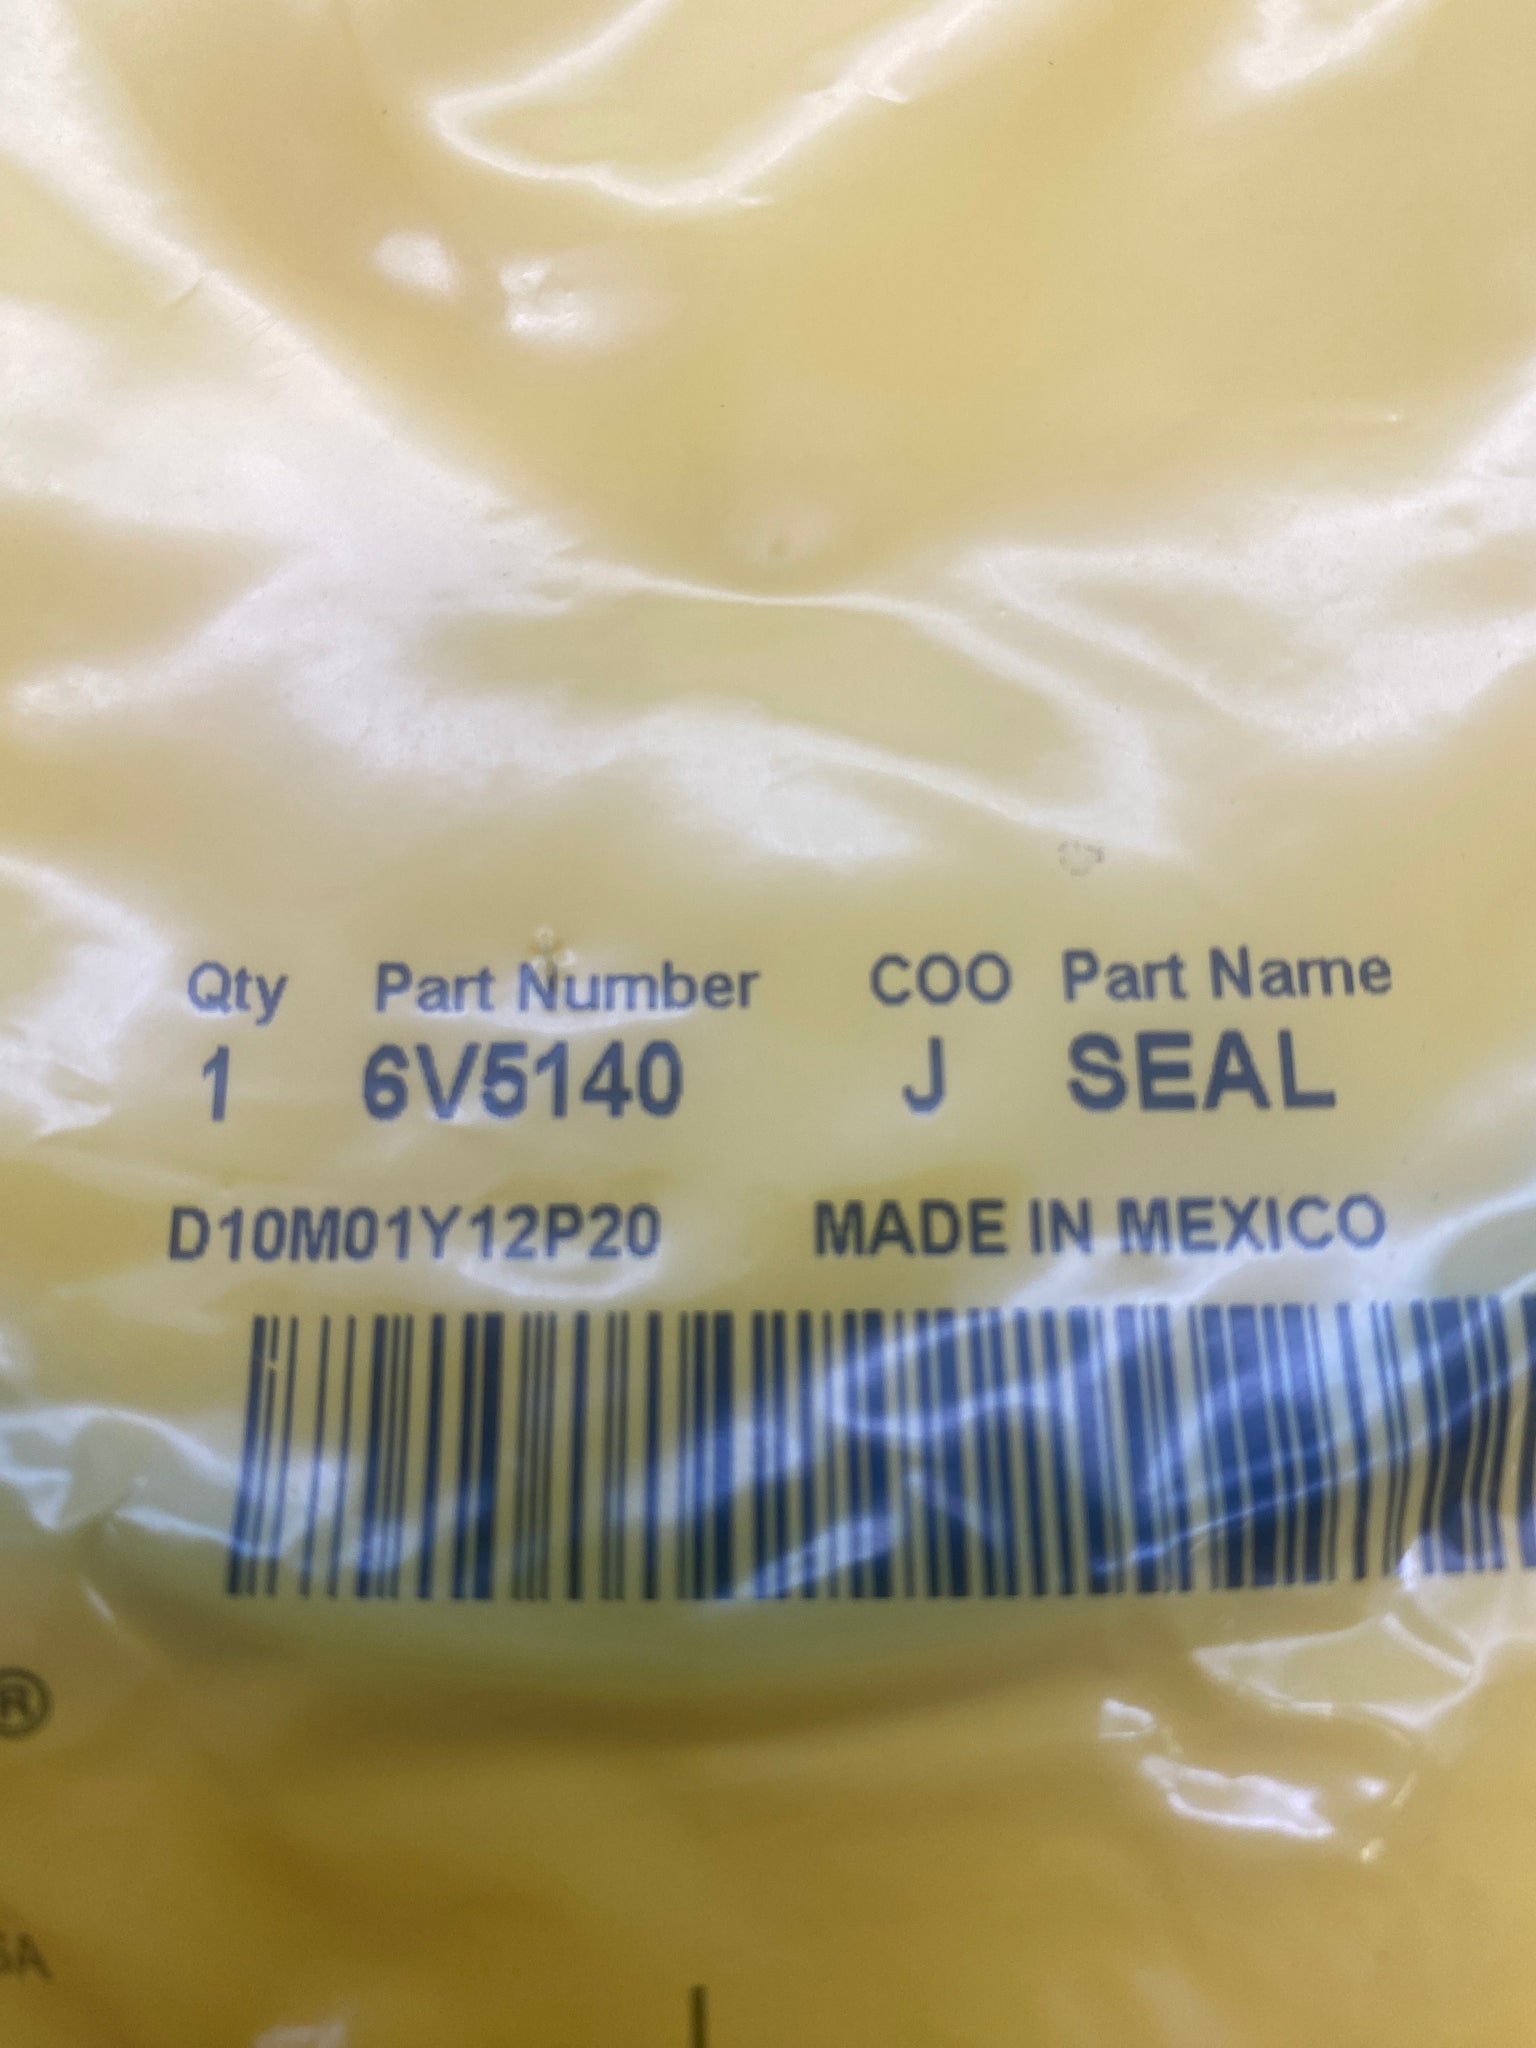 Qty Part Number COO Part Name
1 6V5140 J SEAL
D10M01Y12P20 MADE IN MEXICO
®